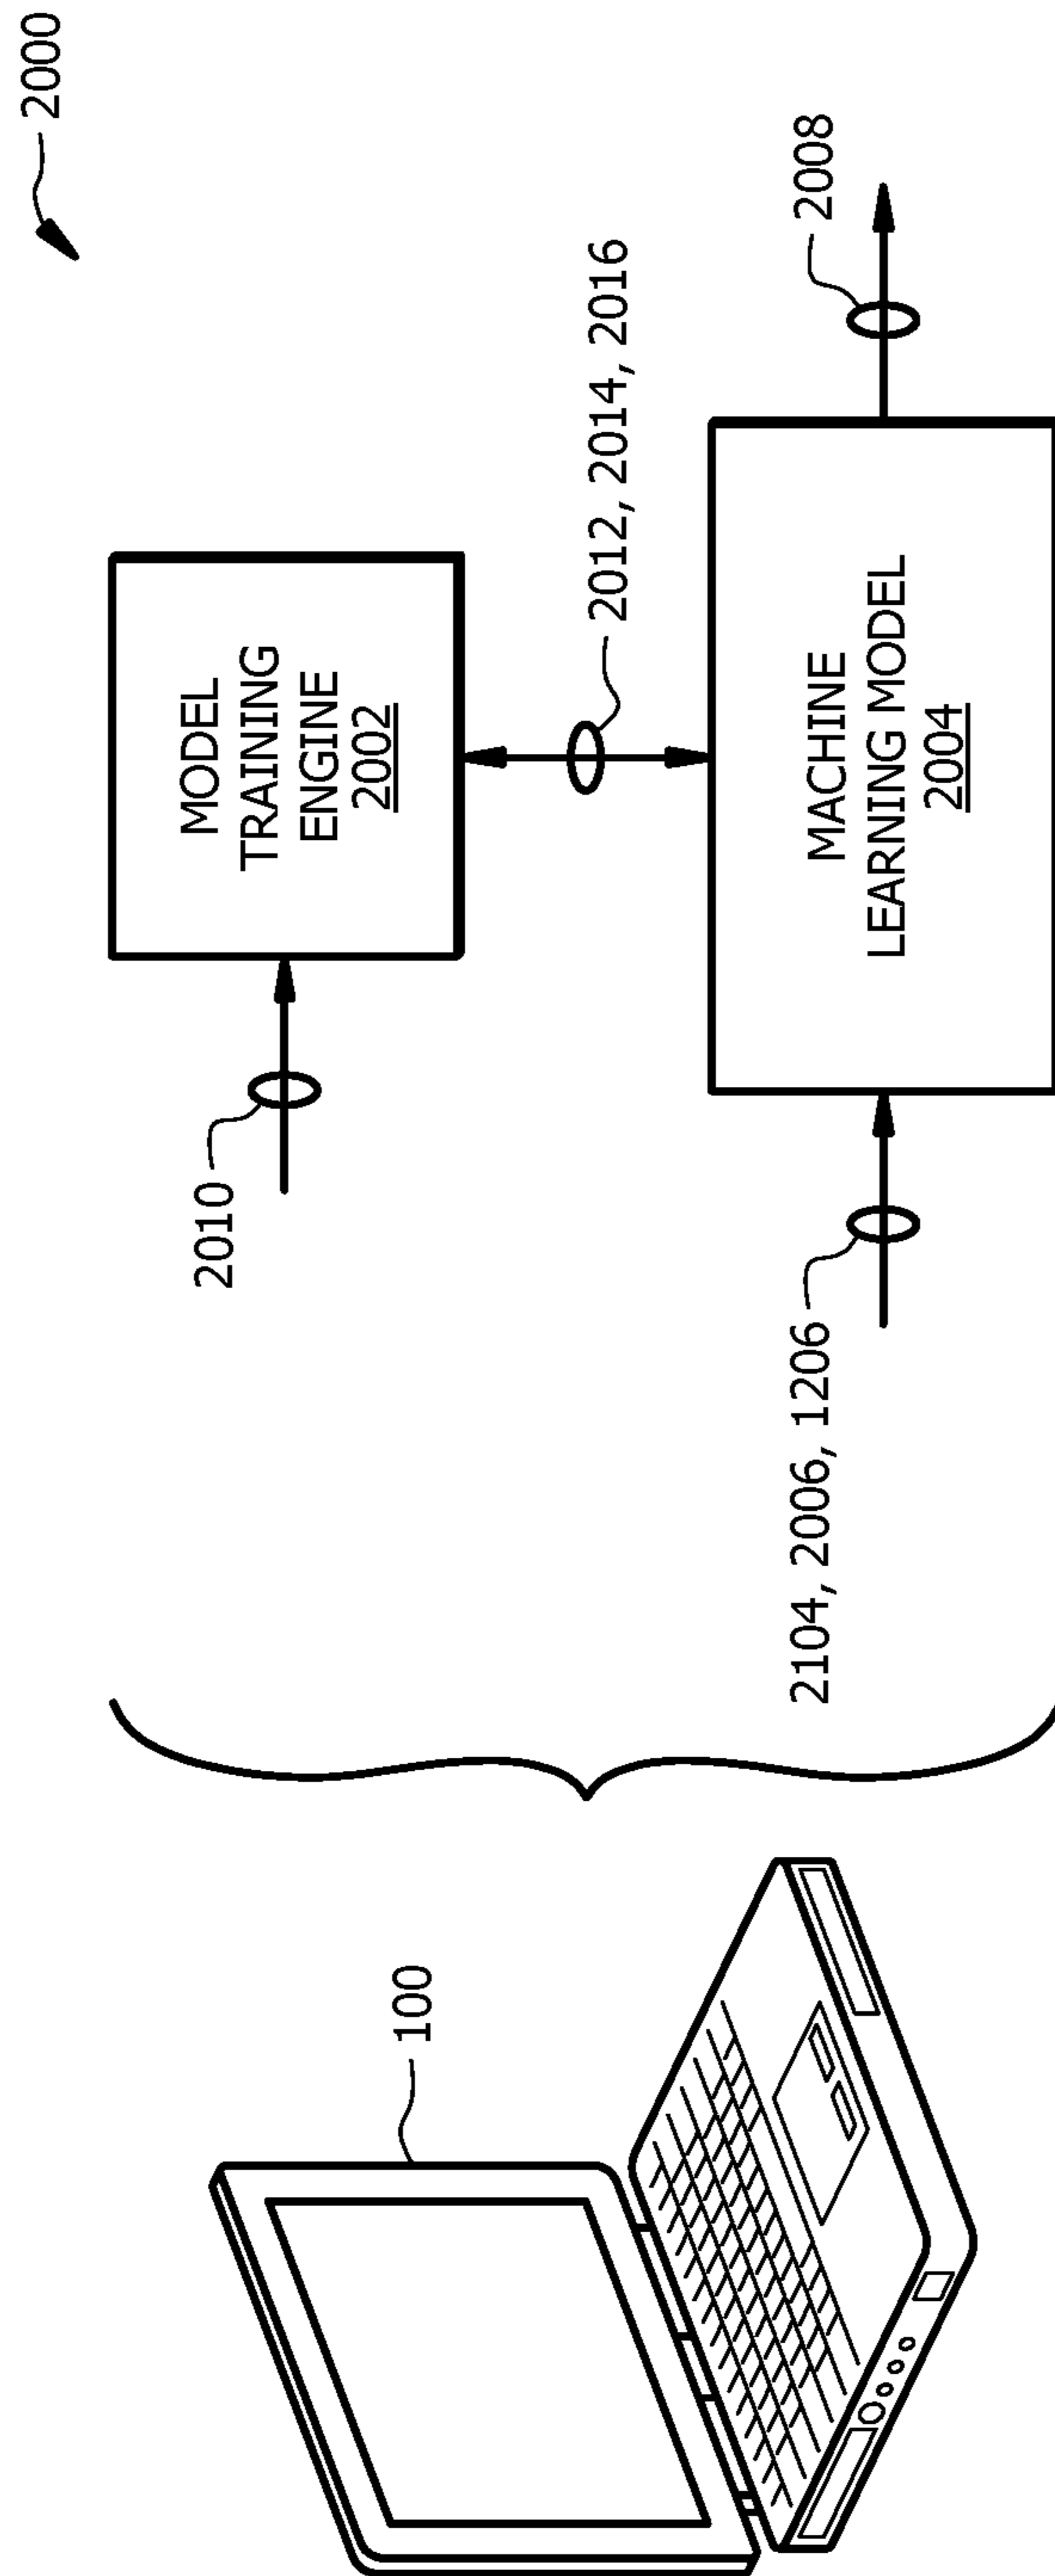 2000
2010
MODEL
TRAINING
ENGINE
2002
2012, 2014, 2016
100
2104, 2006, 1206
MACHINE
LEARNING MODEL
2004
2008